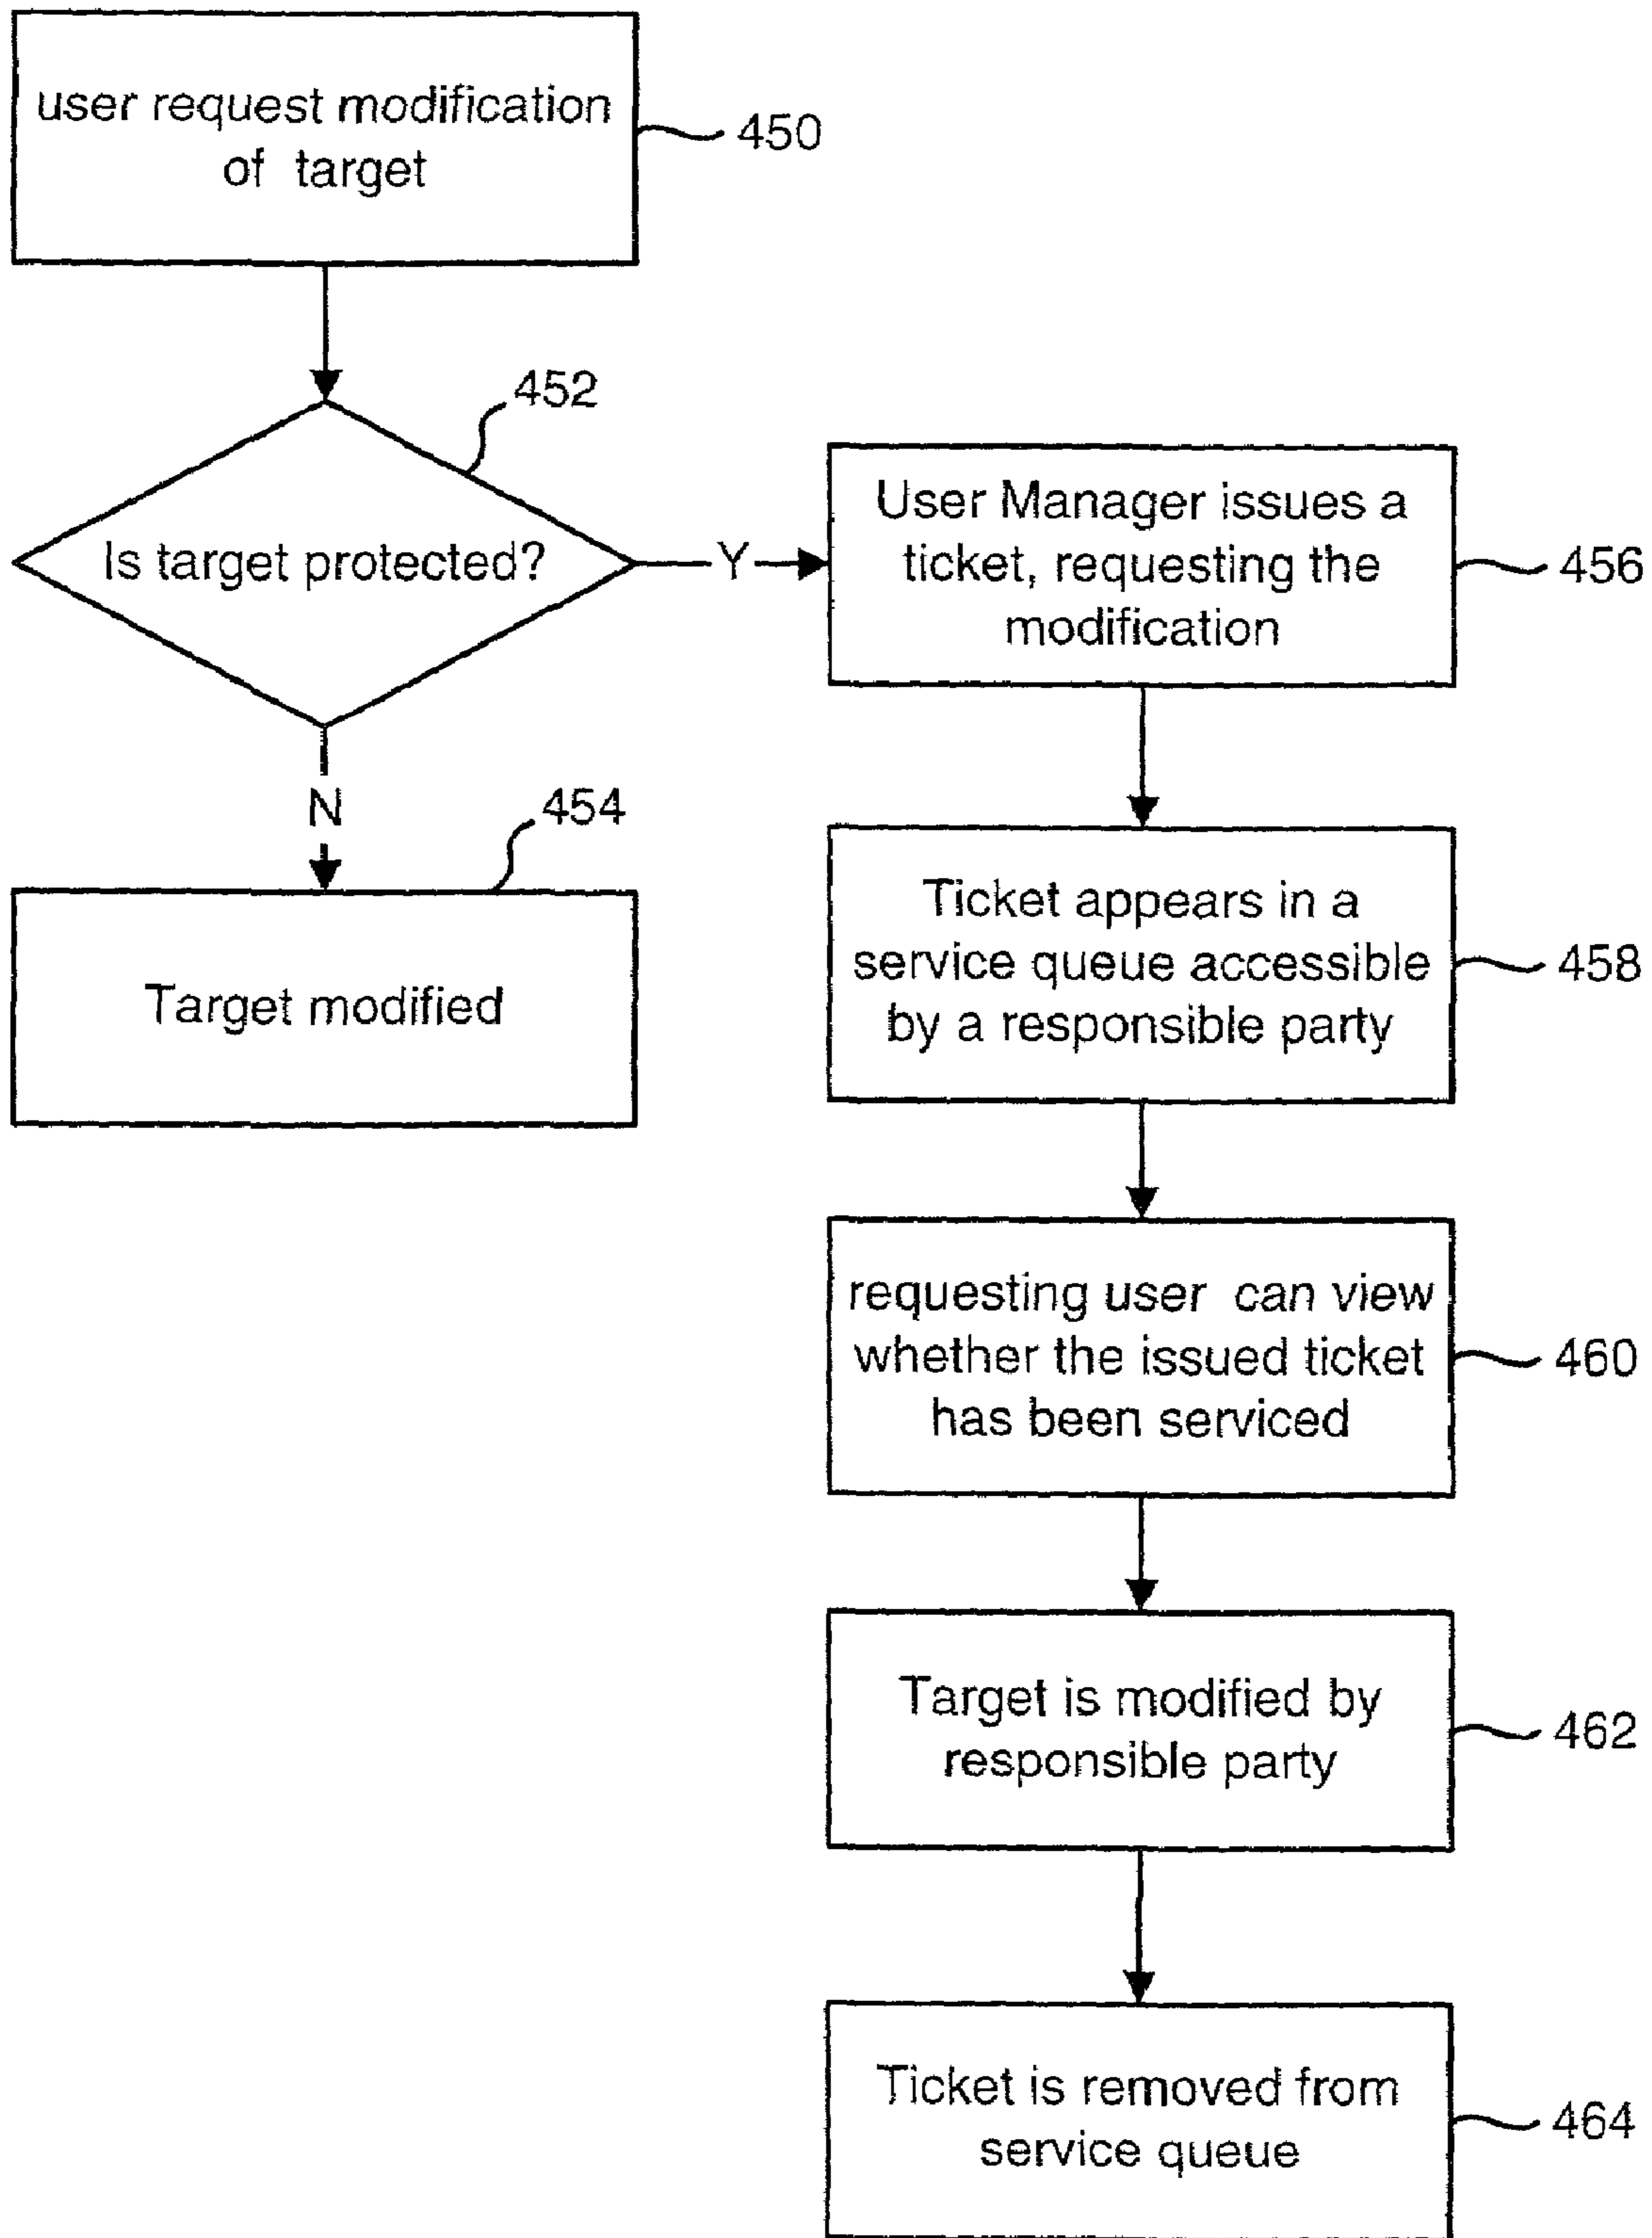 user request modification
of target
450
452
Is target protected?
Y
N
454
Target modified
User Manager issues a
ticket, requesting the
modification
456
Ticket appears in a
service queue accessible
by a responsible party
458
requesting user can view
whether the issued ticket
has been serviced
460
Target is modified by
responsible party
462
Ticket is removed from
service queue
464